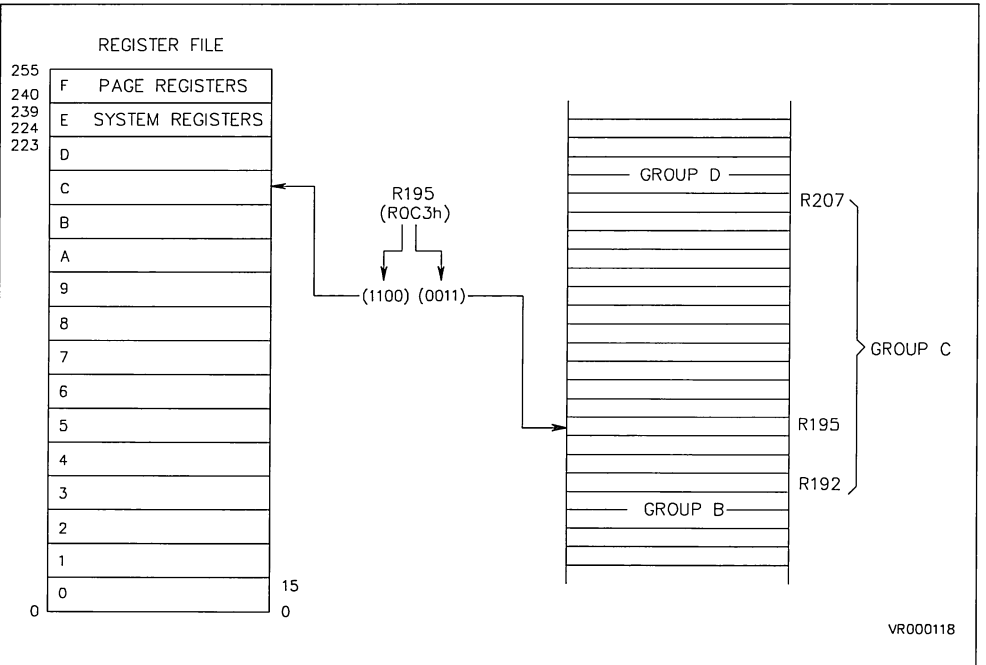 REGISTER FILE
255
240
239
224
223
F PAGE REGISTERS
E SYSTEM REGISTERS
D
C
B
A
9
8
7
6
5
4
3
2
1
0
15
0
0
R195
(R0C3h)
(1100) (0011)
GROUP D
R207
GROUP C
R195
R192
GROUP B
VR000118